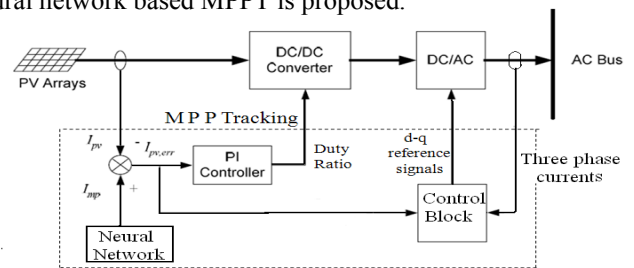 ral network based MPPT is proposed.
DC/DC
Converter
DC/AC
AC Bus
PV Arrays
M P P Tracking
Ipv
- Ipv,err
PI
Controller
Duty
Ratio
d-q
reference
signals
Three phase
currents
Imp
+
Control
Block
Neural
Network